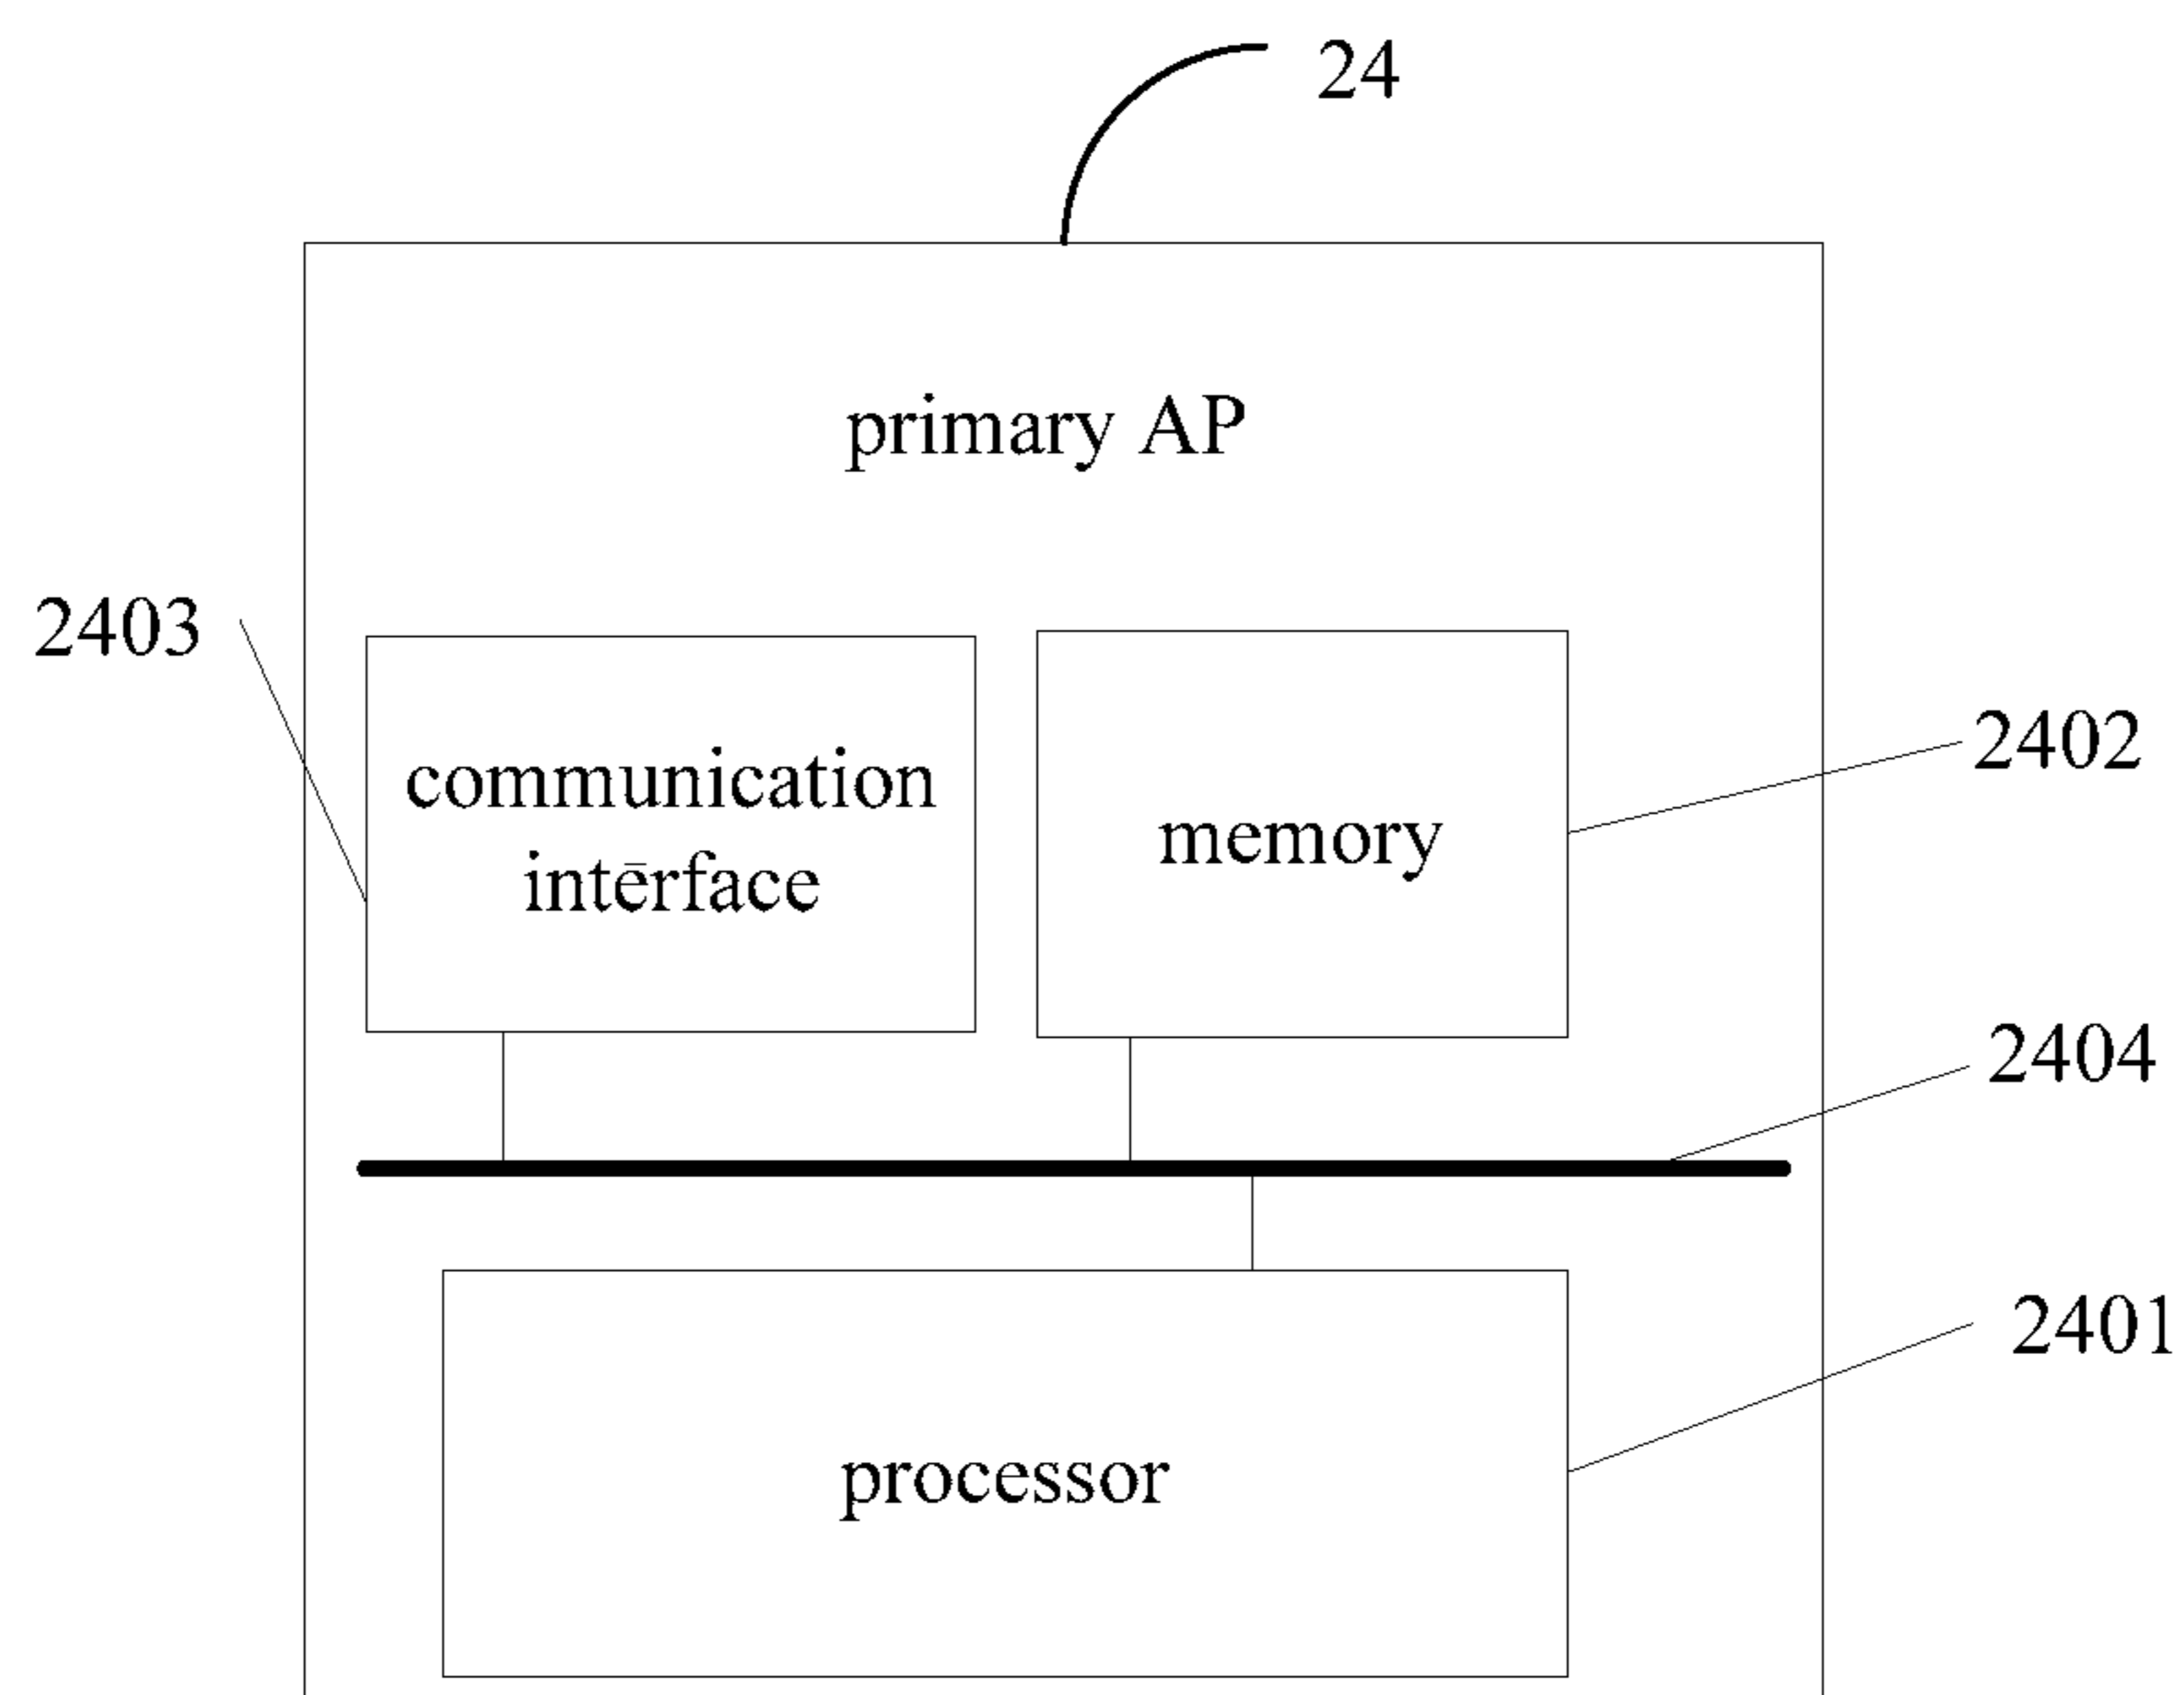 24
primary AP
2403
communication
interface
memory
2402
2404
2401
processor